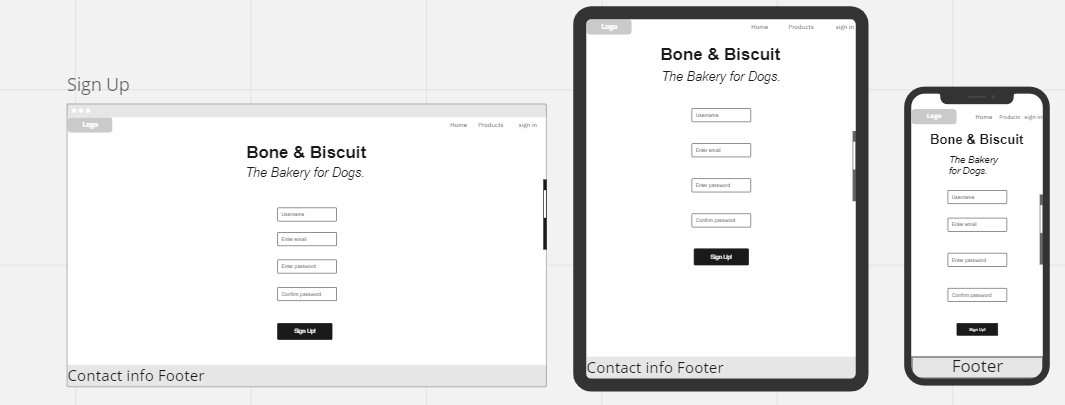 Sign Up
Logo
Home Products sign in
Bone & Biscuit
The Bakery for Dogs.
Username
Enter email
Enter password
Confirm password
Sign Up!
Contact info Footer
Logo
Home Products sign in
Bone & Biscuit
The Bakery for Dogs.
Username
Enter email
Enter password
Confirm password
Sign Up!
Contact info Footer
Logo
Home Products sign in
Bone & Biscuit
The Bakery
for Dogs.
Username
Enter email
Enter password
Confirm password
Sign Up!
Footer